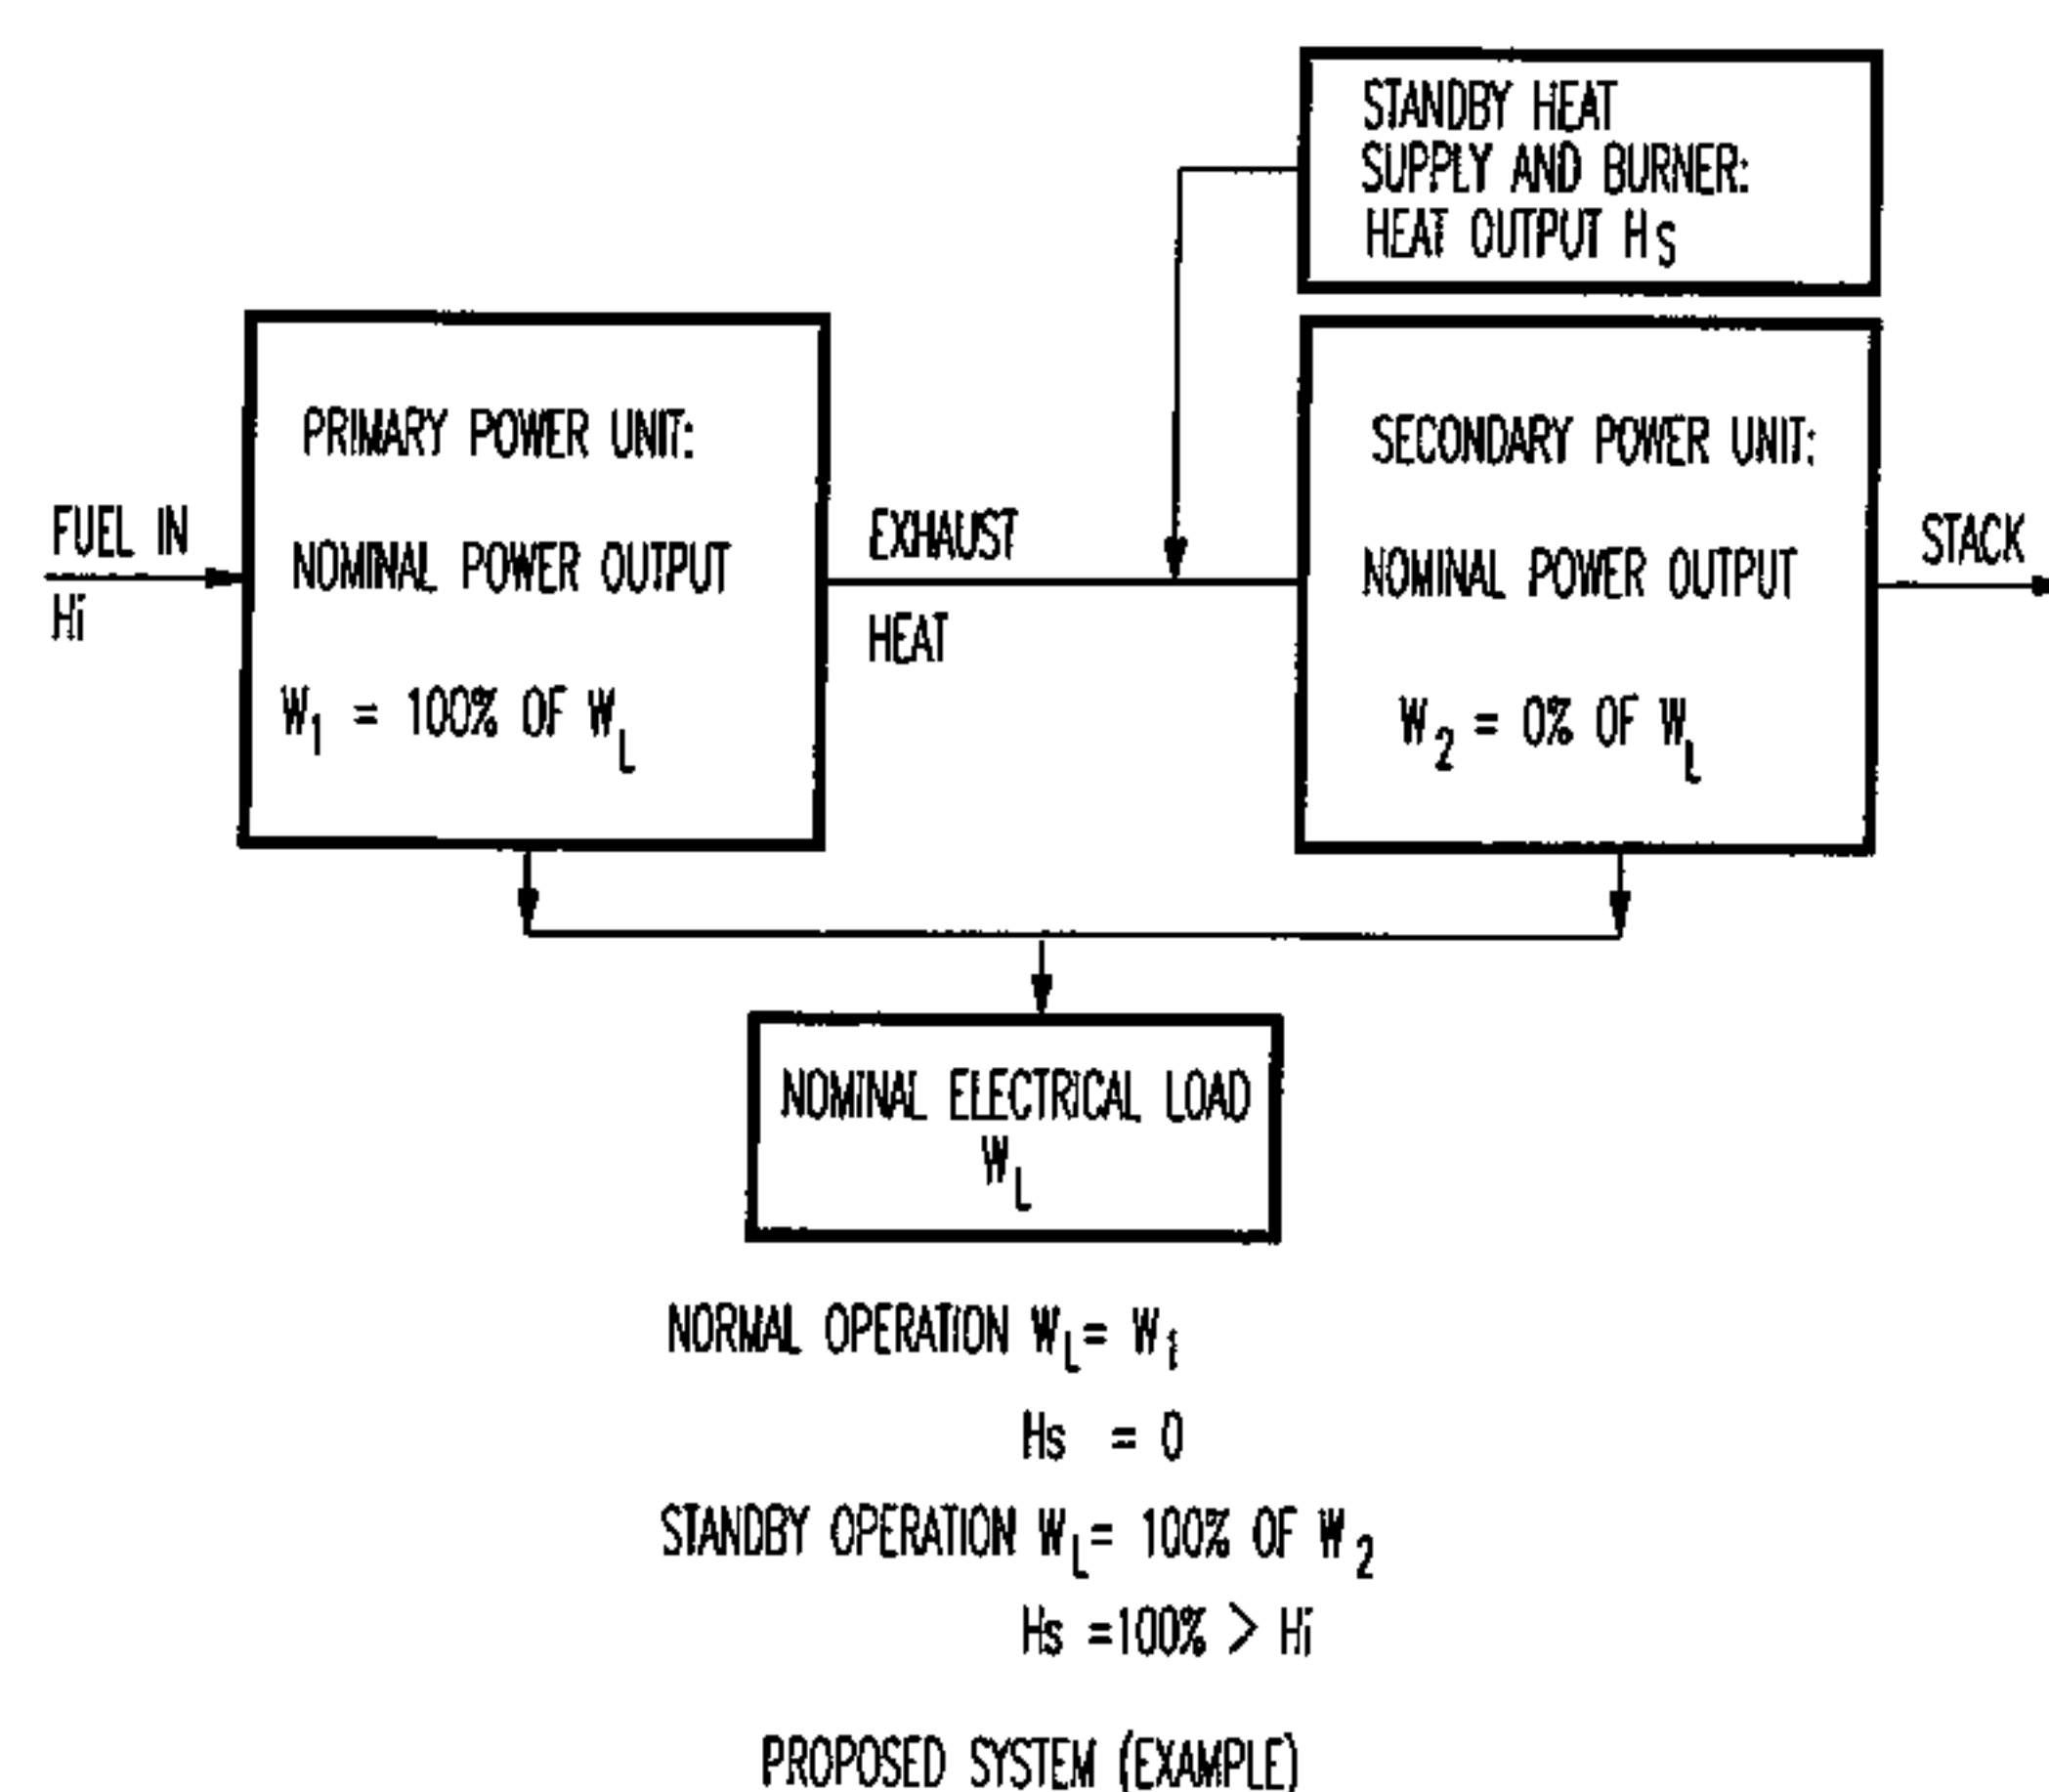 STANDBY HEAT
SUPPLY AND BURNER:
HEAT OUTPUT HS
PRIMARY POWER UNIT:
NOMINAL POWER OUTPUT
W1 = 100% OF WL
FUEL IN
Hi
EXHAUST
HEAT
SECONDARY POWER UNIT:
NOMINAL POWER OUTPUT
W2 = 0% OF WL
STACK
NOMINAL ELECTRICAL LOAD
WL
NORMAL OPERATION WL= W1
Hs = 0
STANDBY OPERATION WL= 100% OF W2
Hs =100% > Hi
PROPOSED SYSTEM (EXAMPLE)